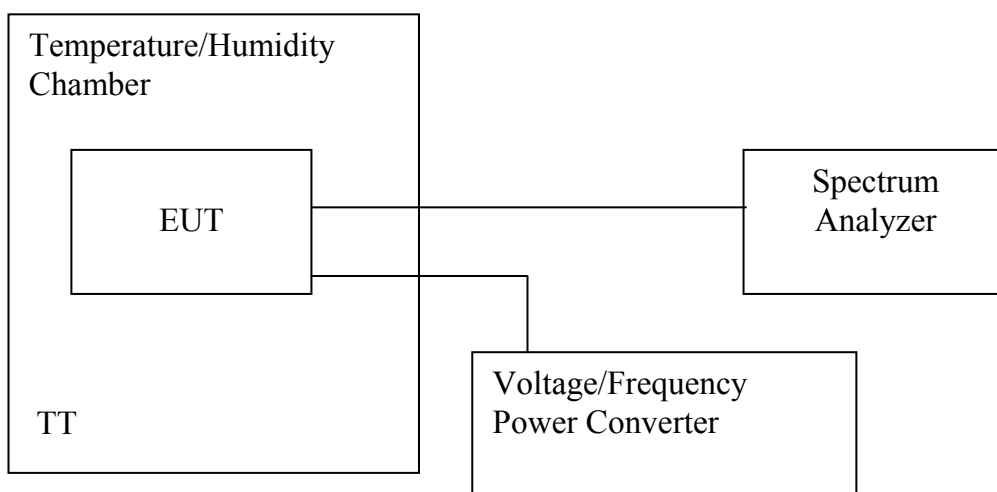 Temperature/Humidity
Chamber
EUT
Spectrum
Analyzer
Voltage/Frequency
Power Converter
TT